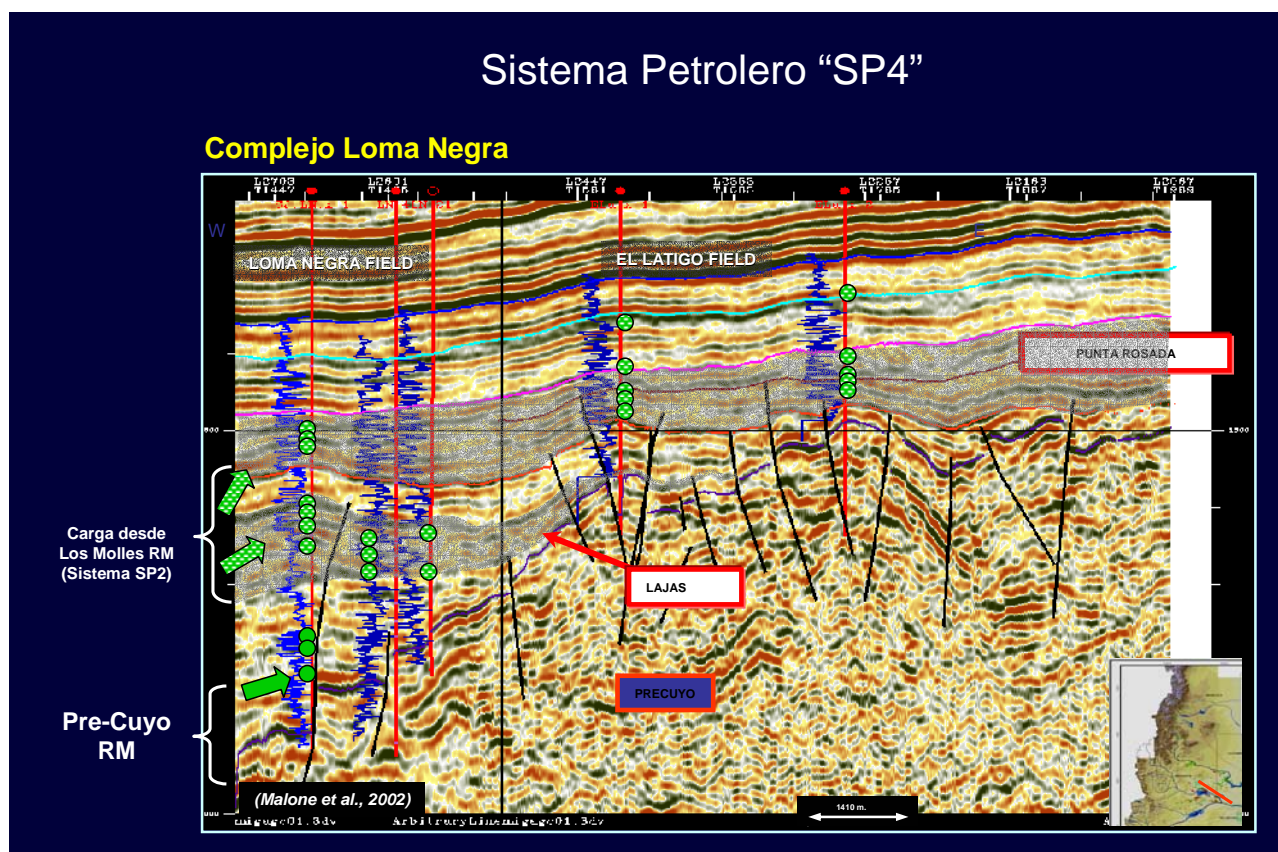 Sistema Petrolero “SP4”
Complejo Loma Negra
W
E
LOMA NEGRA FIELD
EL LATIGO FIELD
PUNTA ROSADA
1500
Carga desde
Los Molles RM
(Sistema SP2)
LAJAS
PRECUYO
Pre-Cuyo
RM
(Malone et al., 2002)
1410 m.